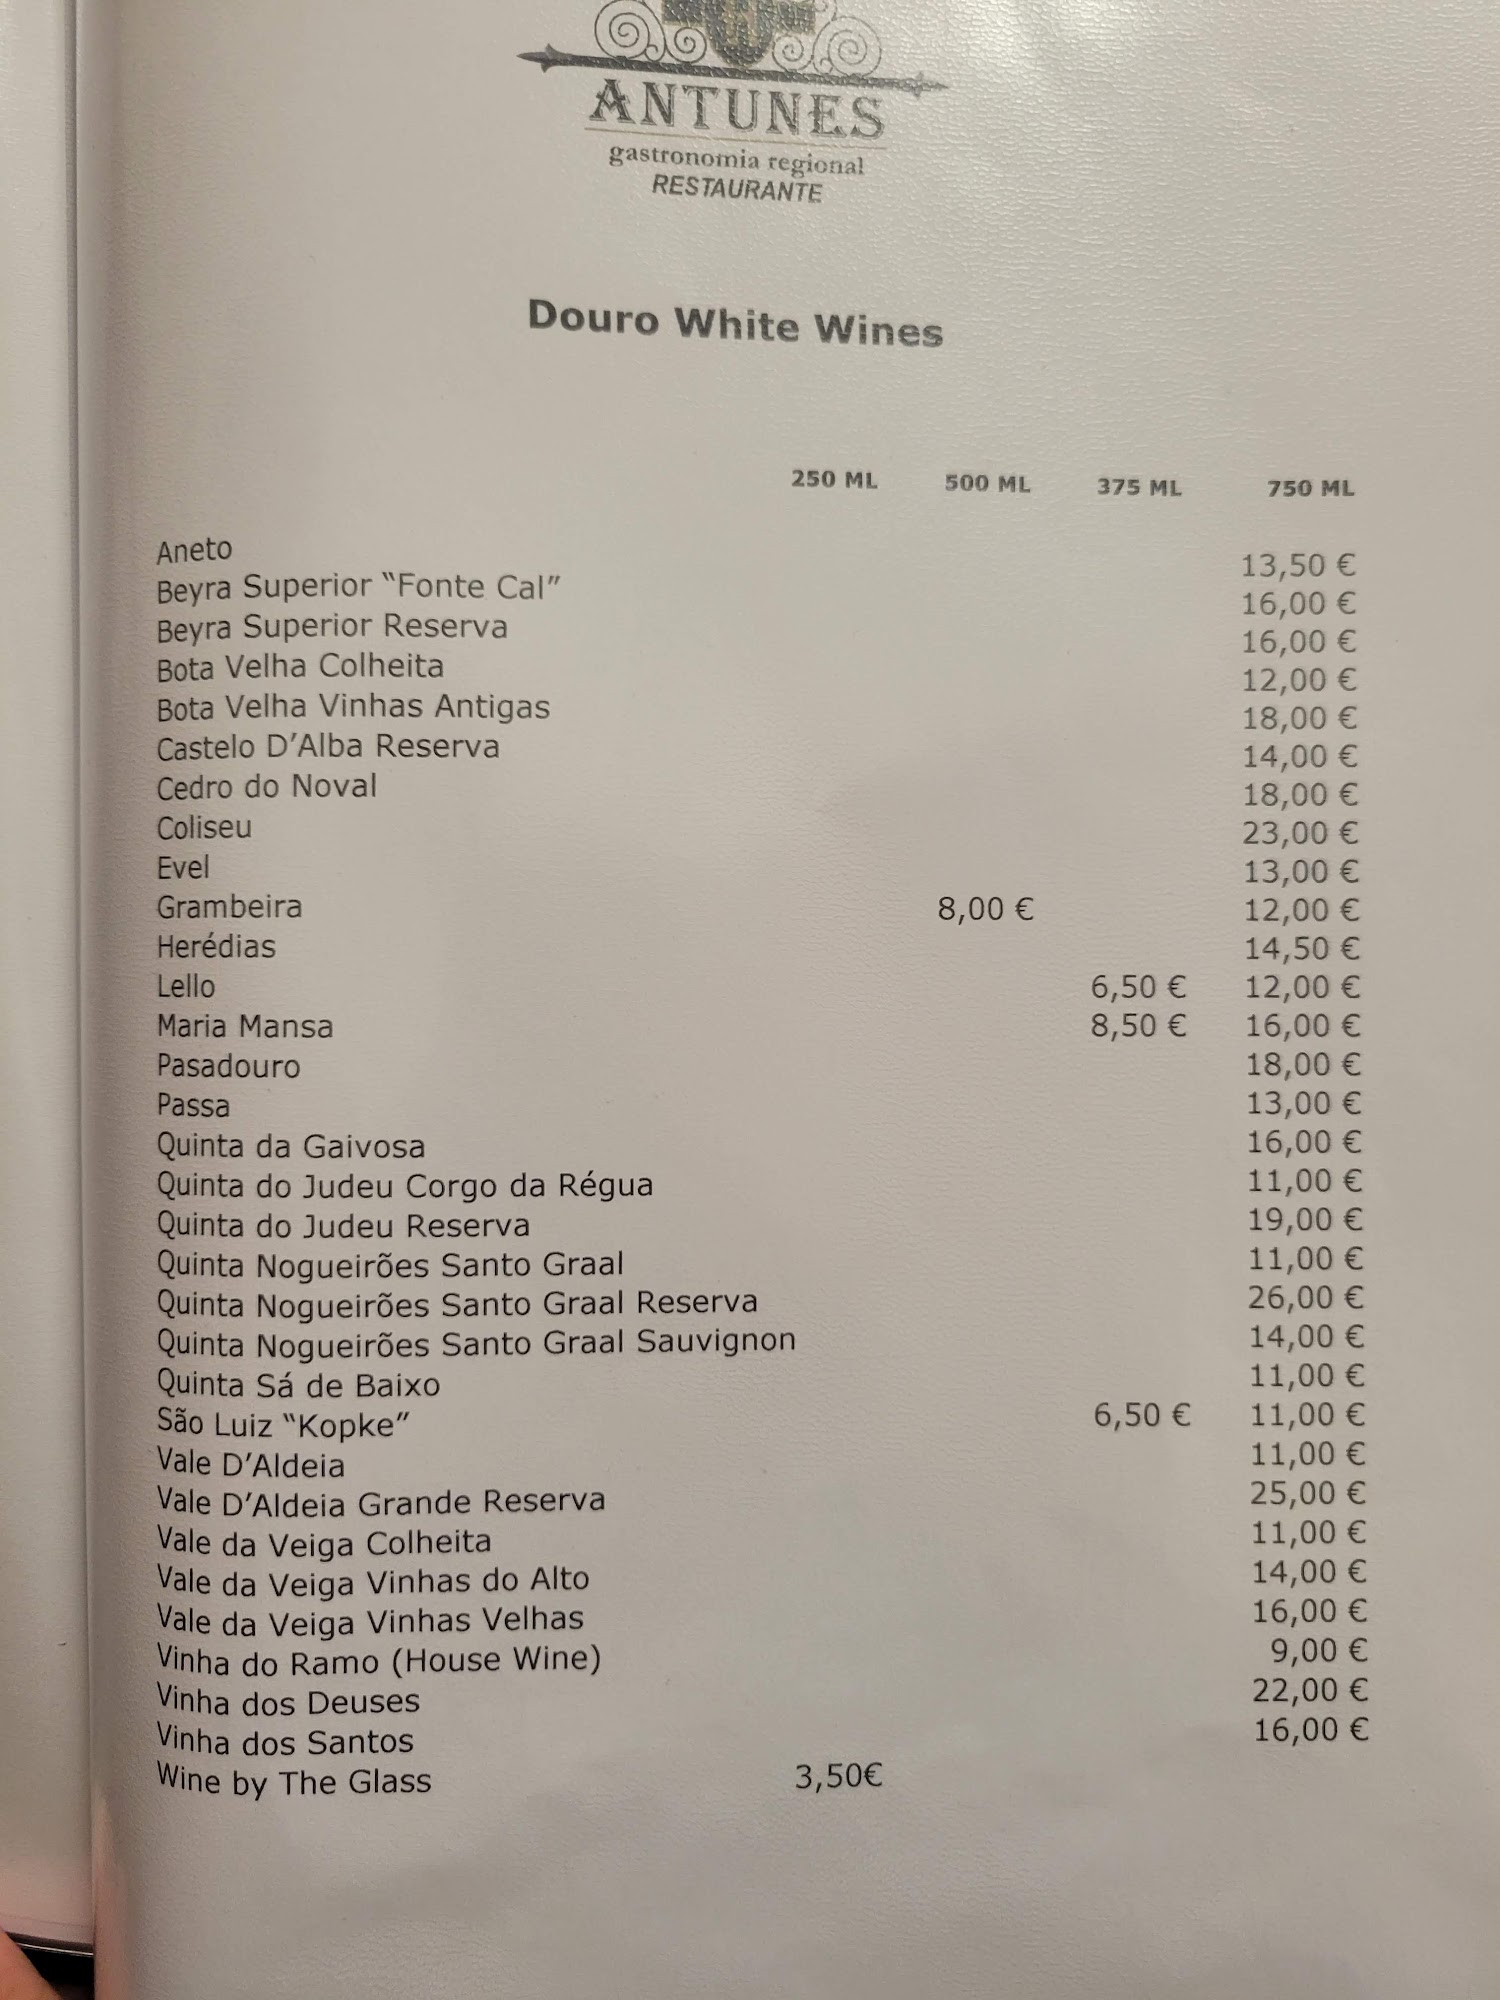 ANTUNES
gastronomia regional
RESTAURANTE
Douro White Wines
250 ML 500 ML 375 ML 750 ML
Aneto 13,50 €
Beyra Superior “Fonte Cal” 16,00 €
Beyra Superior Reserva 16,00 €
Bota Velha Colheita 12,00 €
Bota Velha Vinhas Antigas 18,00 €
Castelo D’Alba Reserva 14,00 €
Cedro do Noval 18,00 €
Coliseu 23,00 €
Evel 13,00 €
Grambeira 8,00 € 12,00 €
Herédias 14,50 €
Lello 6,50 € 12,00 €
Maria Mansa 8,50 € 16,00 €
Pasadouro 18,00 €
Passa 13,00 €
Quinta da Gaivosa 16,00 €
Quinta do Judeu Corgo da Régua 11,00 €
Quinta do Judeu Reserva 19,00 €
Quinta Nogueirões Santo Graal 11,00 €
Quinta Nogueirões Santo Graal Reserva 26,00 €
Quinta Nogueirões Santo Graal Sauvignon 14,00 €
Quinta Sá de Baixo 11,00 €
São Luiz “Kopke” 6,50 € 11,00 €
Vale D’Aldeia 11,00 €
Vale D’Aldeia Grande Reserva 25,00 €
Vale da Veiga Colheita 11,00 €
Vale da Veiga Vinhas do Alto 14,00 €
Vale da Veiga Vinhas Velhas 16,00 €
Vinha do Ramo (House Wine) 9,00 €
Vinha dos Deuses 22,00 €
Vinha dos Santos 16,00 €
Wine by The Glass 3,50€